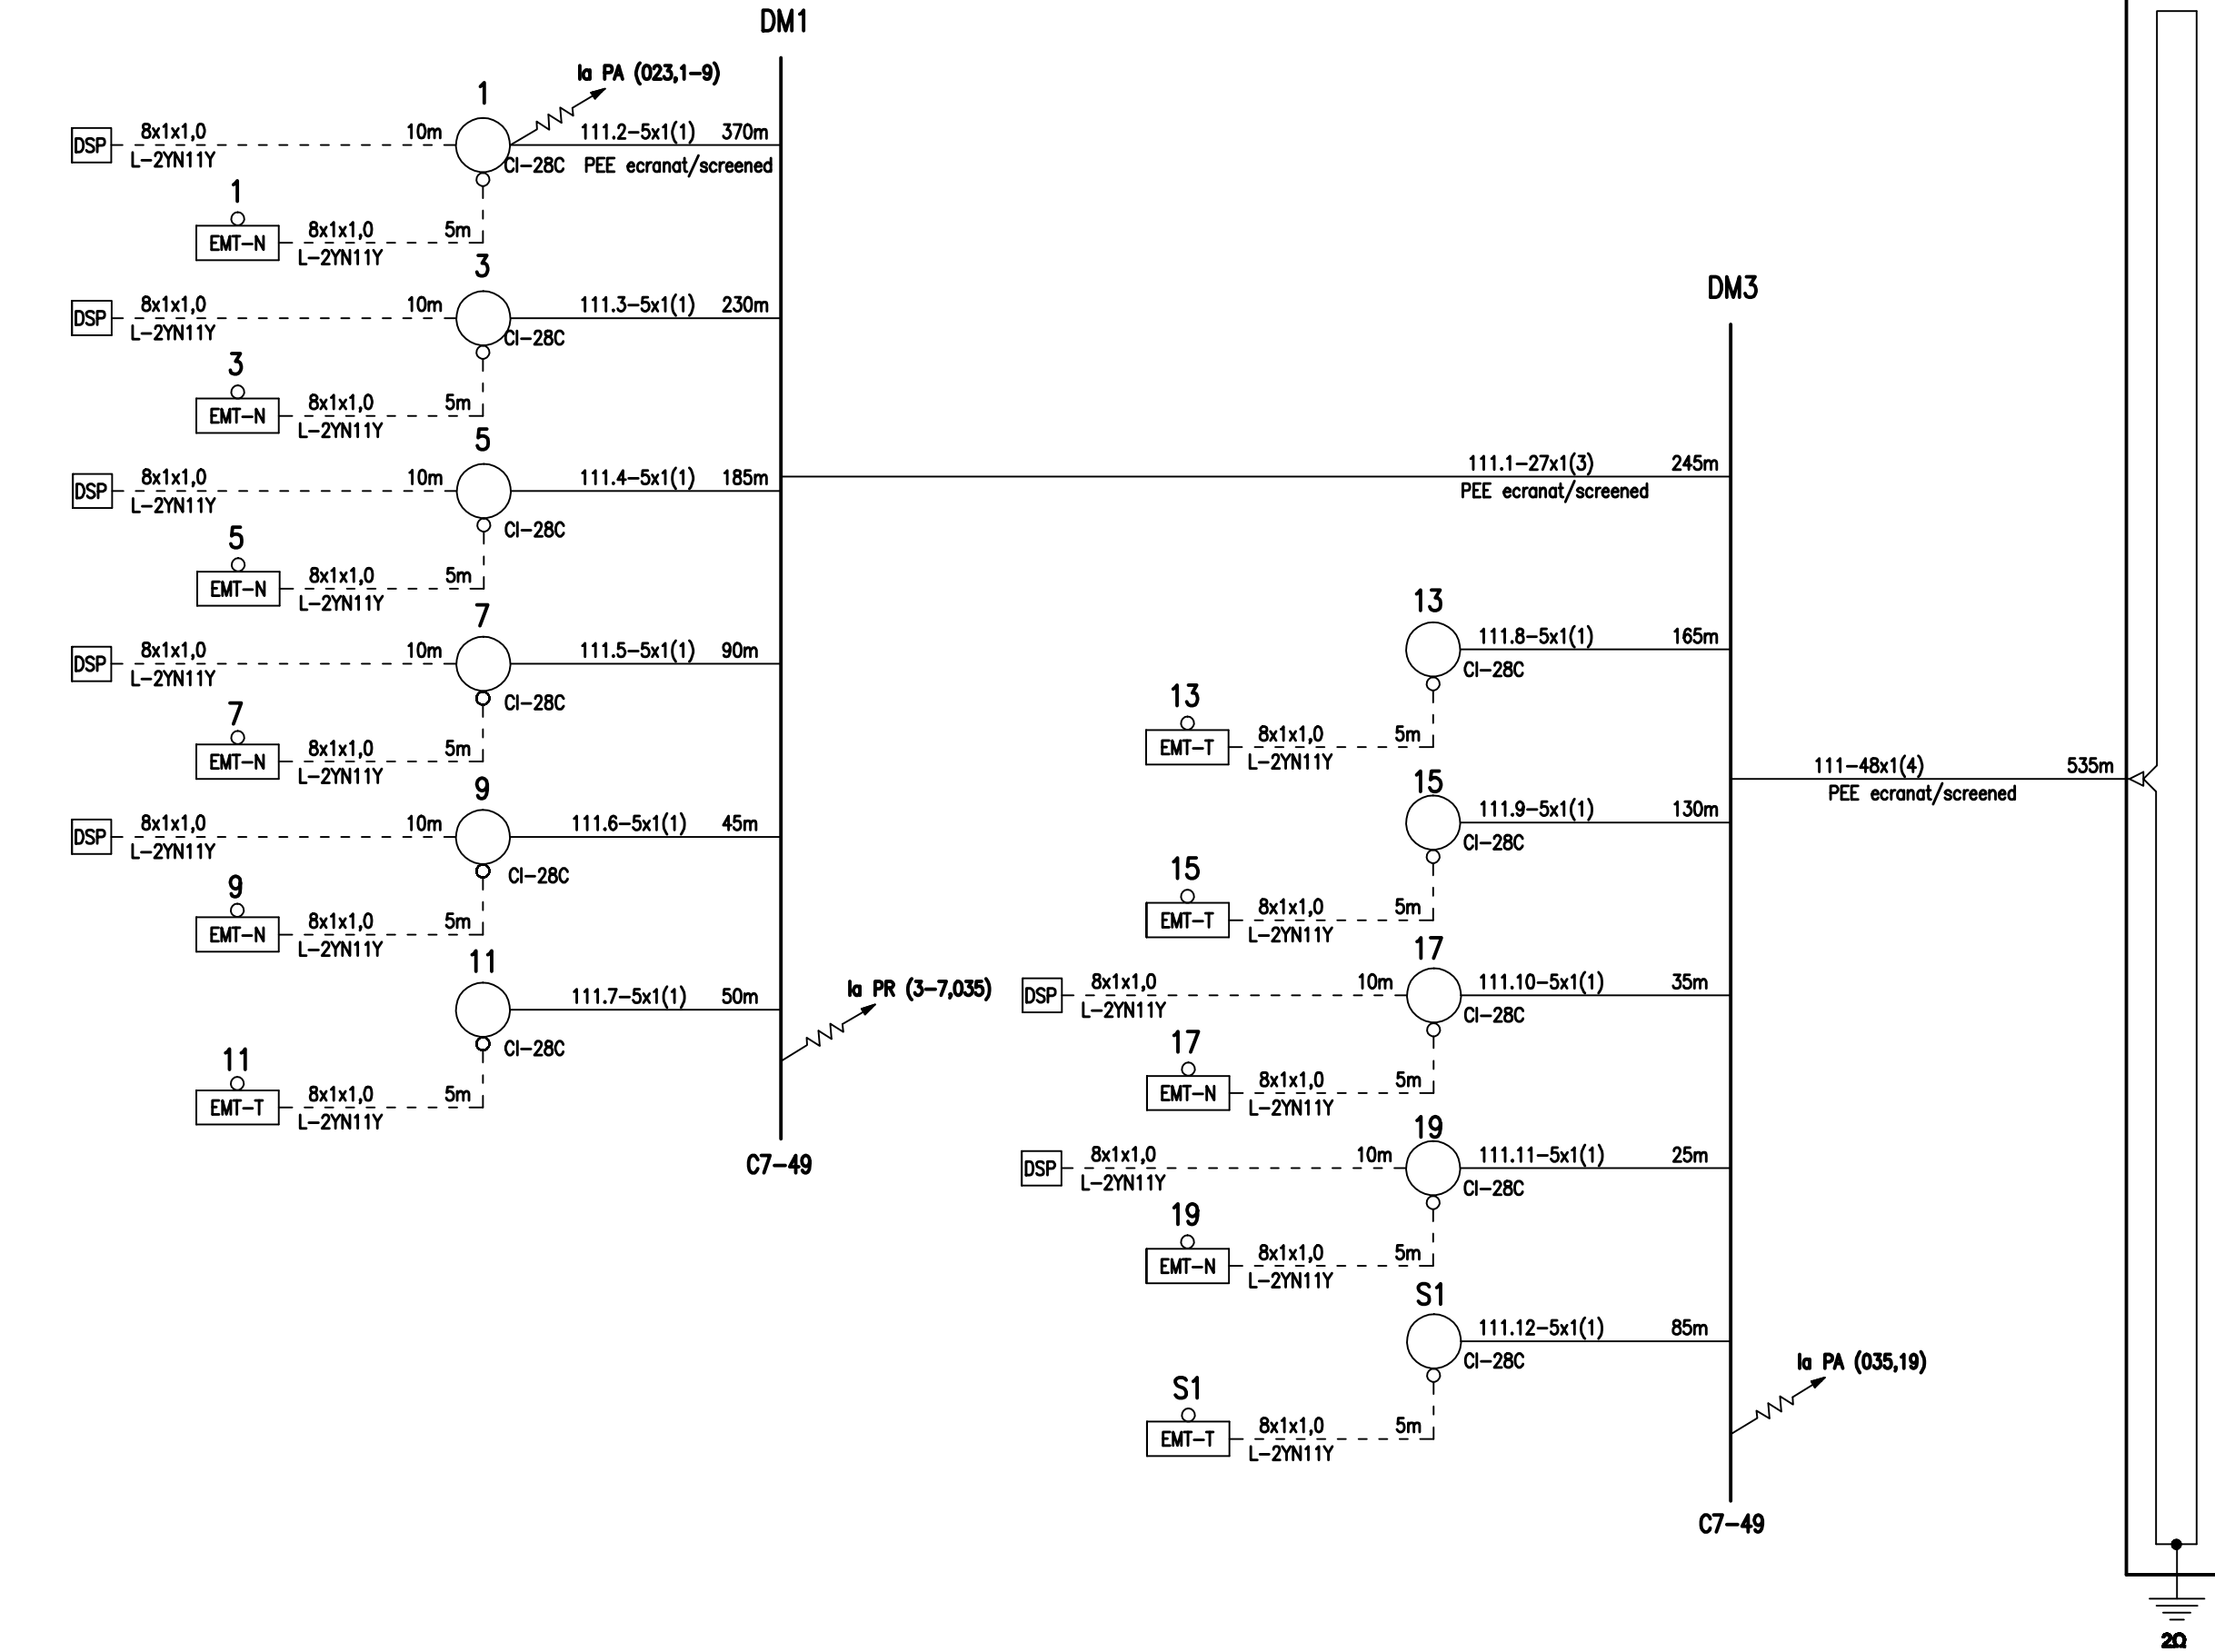 DM1
1
la PA (023,1-9)
DSP
8x1x1,0
10m
L-2YN11Y
111.2-5x1(1) 370m
CI-28C
PEE ecranat/screened
1
EMT-N
8x1x1,0
5m
L-2YN11Y
3
DSP
8x1x1,0
10m
L-2YN11Y
111.3-5x1(1) 230m
CI-28C
3
EMT-N
8x1x1,0
5m
L-2YN11Y
5
DSP
8x1x1,0
10m
L-2YN11Y
111.4-5x1(1) 185m
CI-28C
5
EMT-N
8x1x1,0
5m
L-2YN11Y
7
DSP
8x1x1,0
10m
L-2YN11Y
111.5-5x1(1) 90m
CI-28C
7
EMT-N
8x1x1,0
5m
L-2YN11Y
9
DSP
8x1x1,0
10m
L-2YN11Y
111.6-5x1(1) 45m
CI-28C
9
EMT-N
8x1x1,0
5m
L-2YN11Y
11
111.7-5x1(1) 50m
CI-28C
11
EMT-T
8x1x1,0
5m
L-2YN11Y
la PR (3-7,035)
C7-49
DM3
111.1-27x1(3) 245m
PEE ecranat/screened
13
111.8-5x1(1) 165m
CI-28C
13
EMT-T
8x1x1,0
5m
L-2YN11Y
15
111.9-5x1(1) 130m
CI-28C
15
EMT-T
8x1x1,0
5m
L-2YN11Y
17
DSP
8x1x1,0
10m
L-2YN11Y
111.10-5x1(1) 35m
CI-28C
17
EMT-N
8x1x1,0
5m
L-2YN11Y
19
DSP
8x1x1,0
10m
L-2YN11Y
111.11-5x1(1) 25m
CI-28C
19
EMT-N
8x1x1,0
5m
L-2YN11Y
S1
111.12-5x1(1) 85m
CI-28C
S1
EMT-T
8x1x1,0
5m
L-2YN11Y
la PA (035,19)
C7-49
111-48x1(4) 535m
PEE ecranat/screened
2Ω